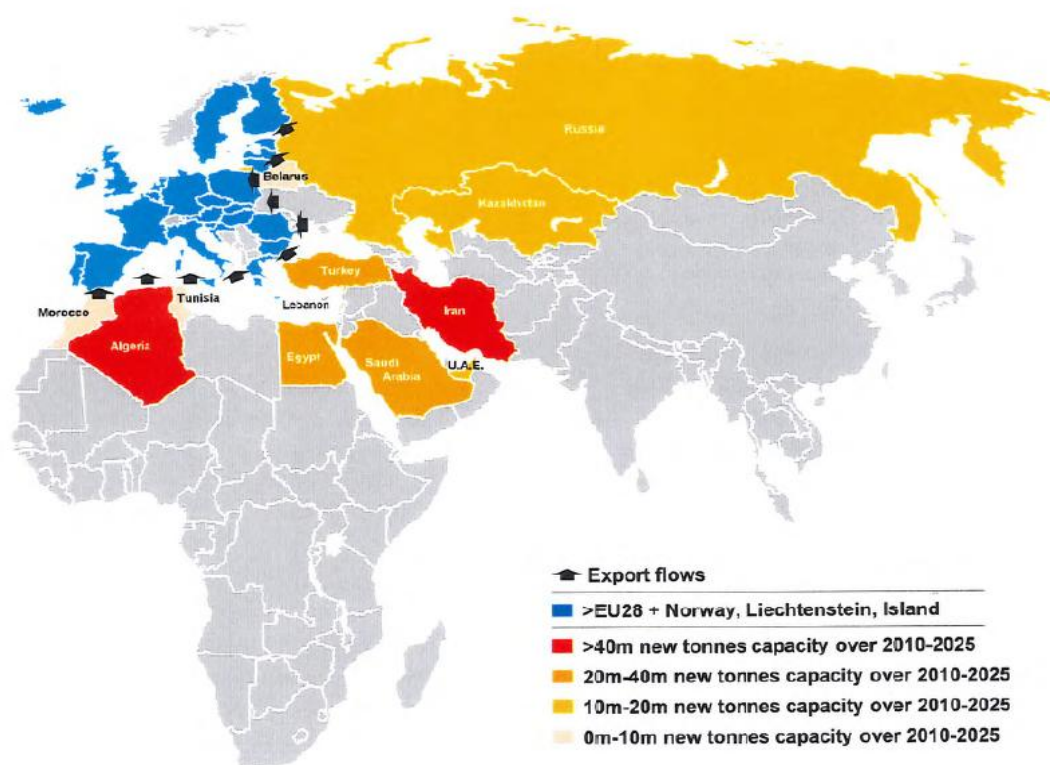 Russia
Belarus
Kazakhstan
Turkey
Morocco
Tunisia
Lebanon
Iran
Algeria
Egypt
Saudi
Arabia
U.A.E.
Export flows
>EU28 + Norway, Liechtenstein, Island
>40m new tonnes capacity over 2010-2025
20m-40m new tonnes capacity over 2010-2025
10m-20m new tonnes capacity over 2010-2025
0m-10m new tonnes capacity over 2010-2025